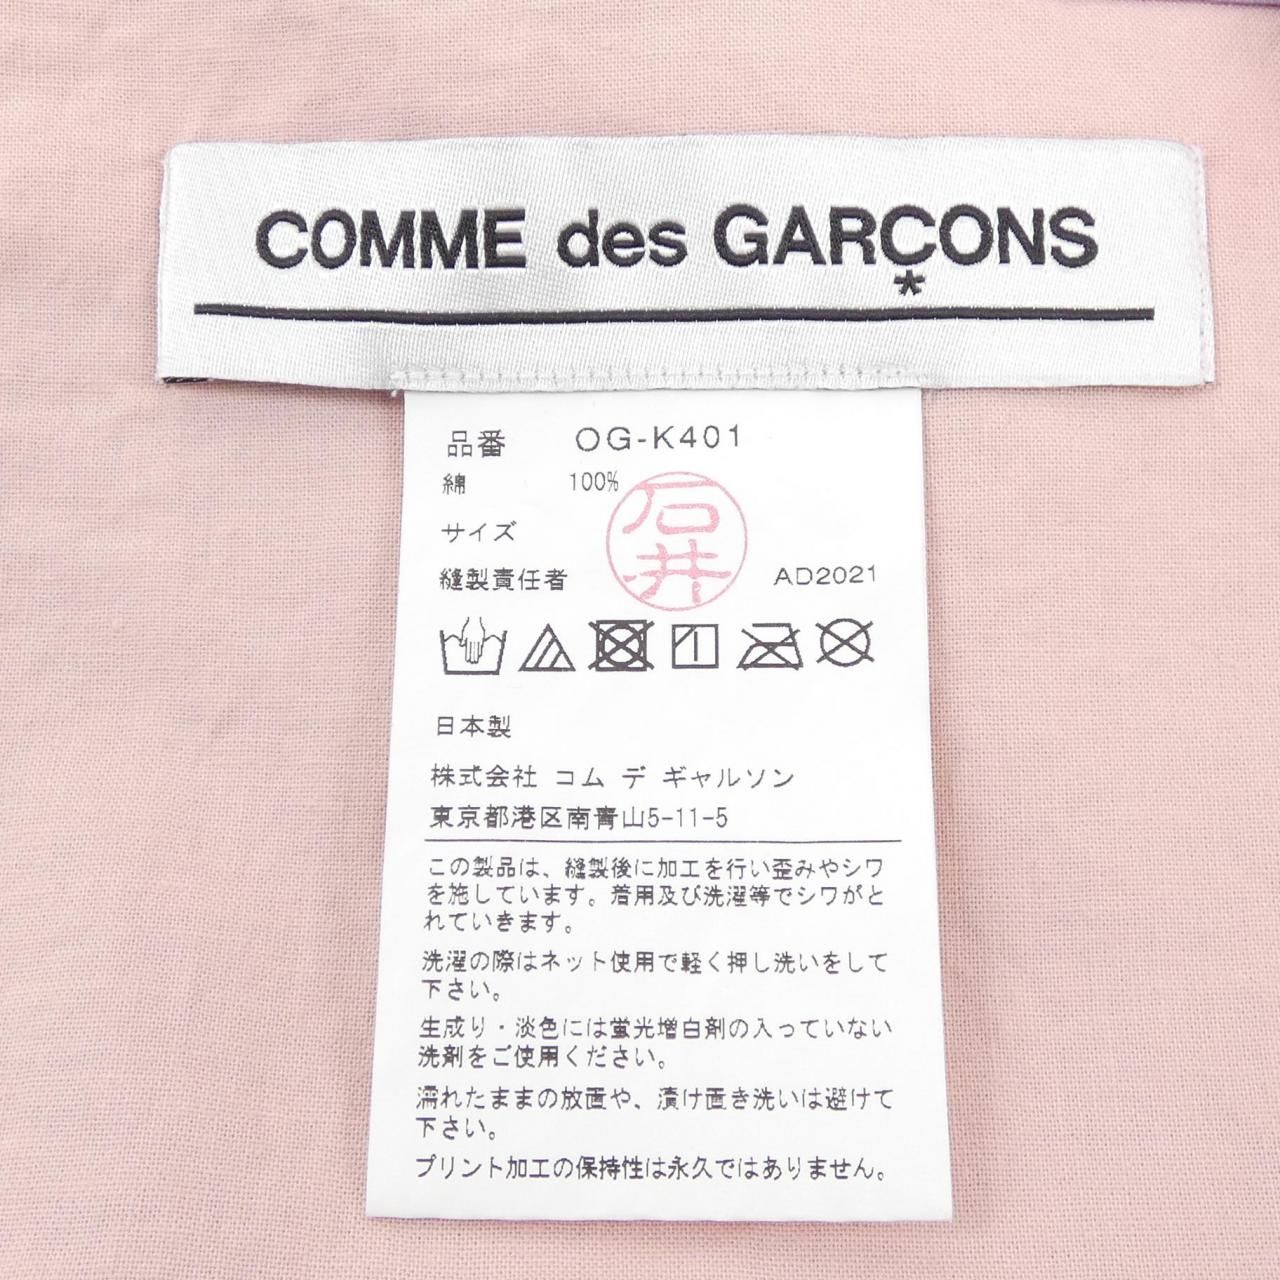 COMME des GARÇONS
*
品番 OG-K401
綿 100%
石井
サイズ
縫製責任者 AD2021
日本製
株式会社 コム デ ギャルソン
東京都港区南青山5-11-5
この製品は、縫製後に加工を行い歪みやシワ
を施しています。着用及び洗濯等でシワがと
れていきます。
洗濯の際はネット使用で軽く押し洗いをして
下さい。
生成り・淡色には蛍光増白剤の入っていない
洗剤をご使用ください。
濡れたままの放置や、漬け置き洗いは避けて
下さい。
プリント加工の保持性は永久ではありません。